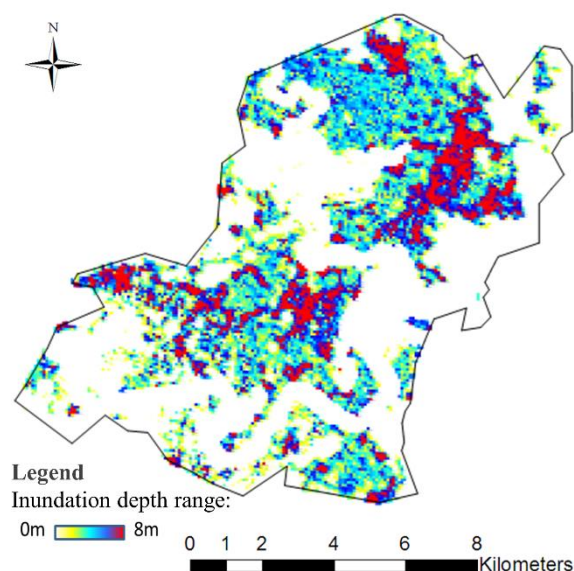 N
Legend
Inundation depth range:
0m 8m
0 1 2 4 6 8
Kilometers